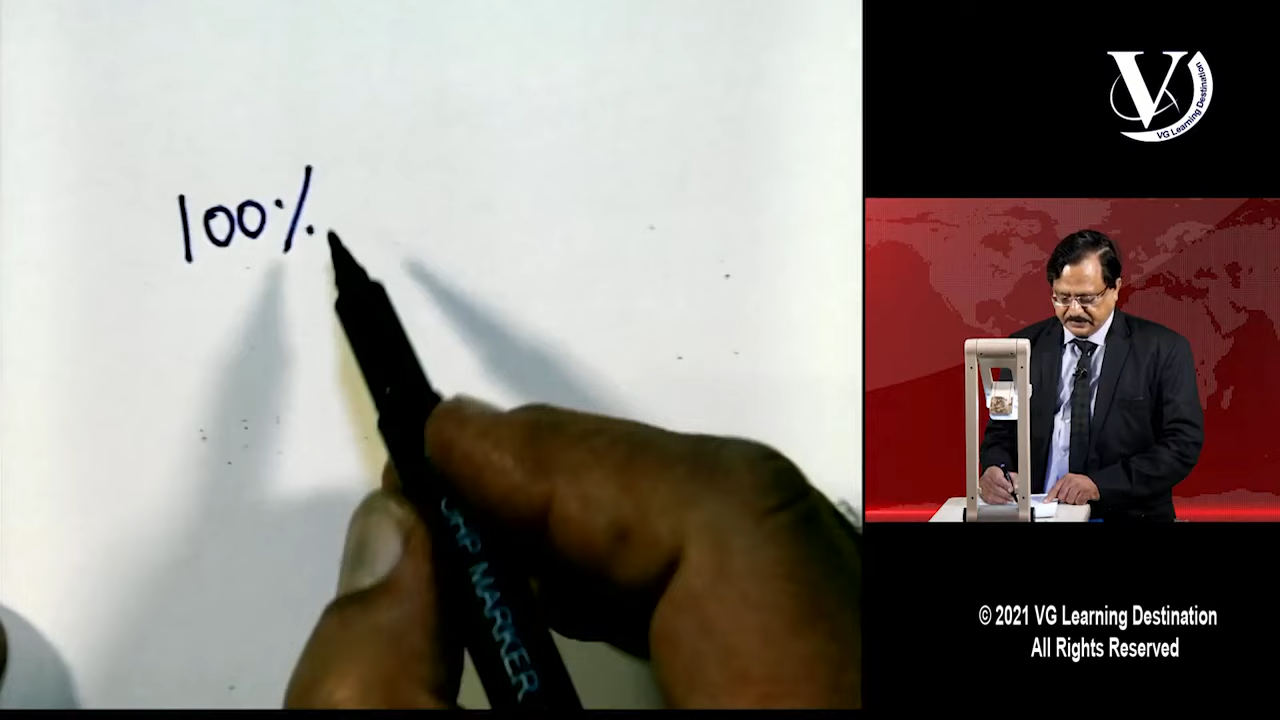 100%
OHP MARKER
V
VG Learning Destination
© 2021 VG Learning Destination
All Rights Reserved